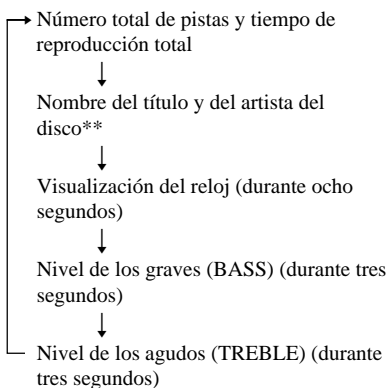 Número total de pistas y tiempo de
reproducción total
Nombre del título y del artista del
disco**
Visualización del reloj (durante ocho
segundos)
Nivel de los graves (BASS) (durante tres
segundos)
Nivel de los agudos (TREBLE) (durante
tres segundos)